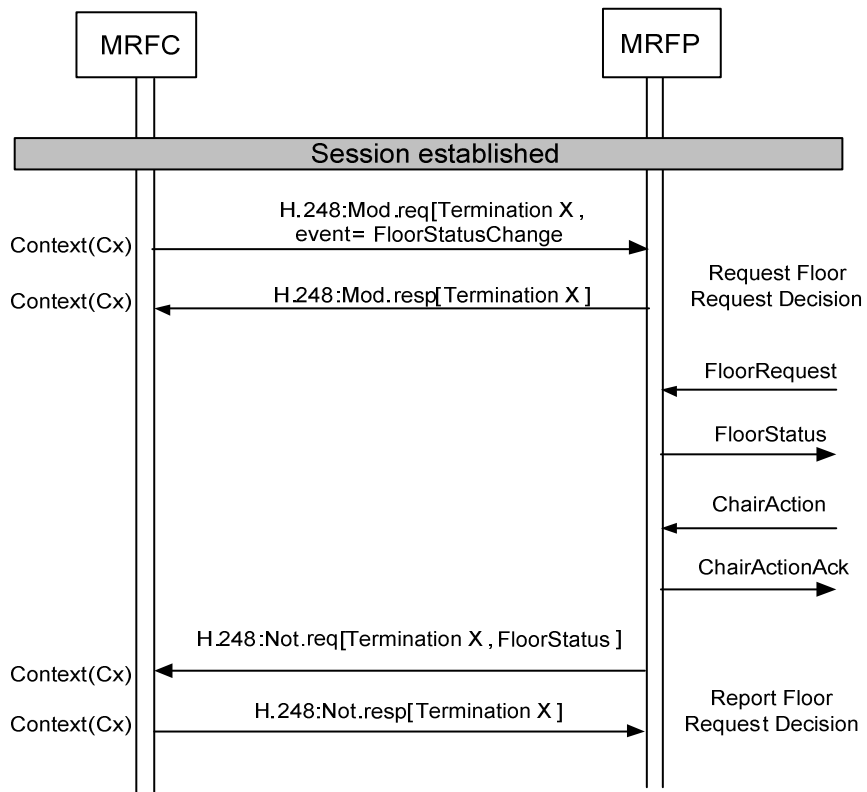 MRFC
MRFP
Session established
H.248:Mod.req[Termination X ,
event= FloorStatusChange
Context(Cx)
H.248:Mod.resp[Termination X ]
Context(Cx)
Request Floor
Request Decision
FloorRequest
FloorStatus
ChairAction
ChairActionAck
H.248:Not.req[Termination X , FloorStatus ]
Context(Cx)
H.248:Not.resp[Termination X ]
Context(Cx)
Report Floor
Request Decision